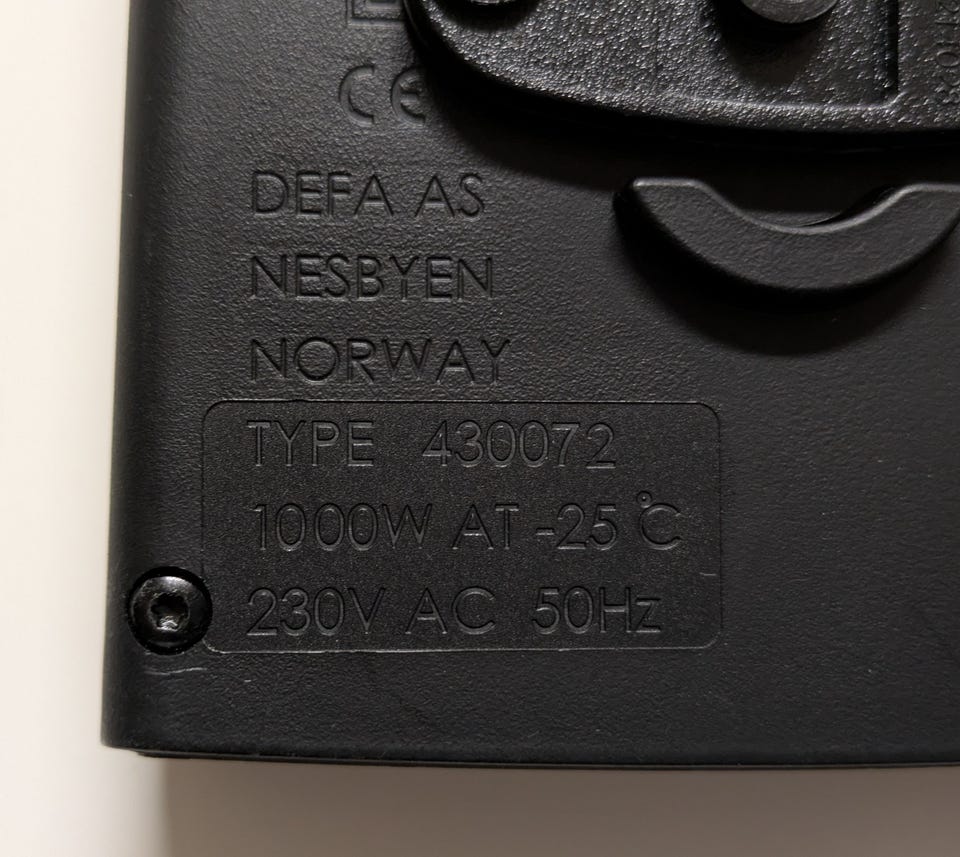 CE
DEFA AS
NESBYEN
NORWAY
TYPE 430072
1000W AT -25 °C
230V AC 50Hz